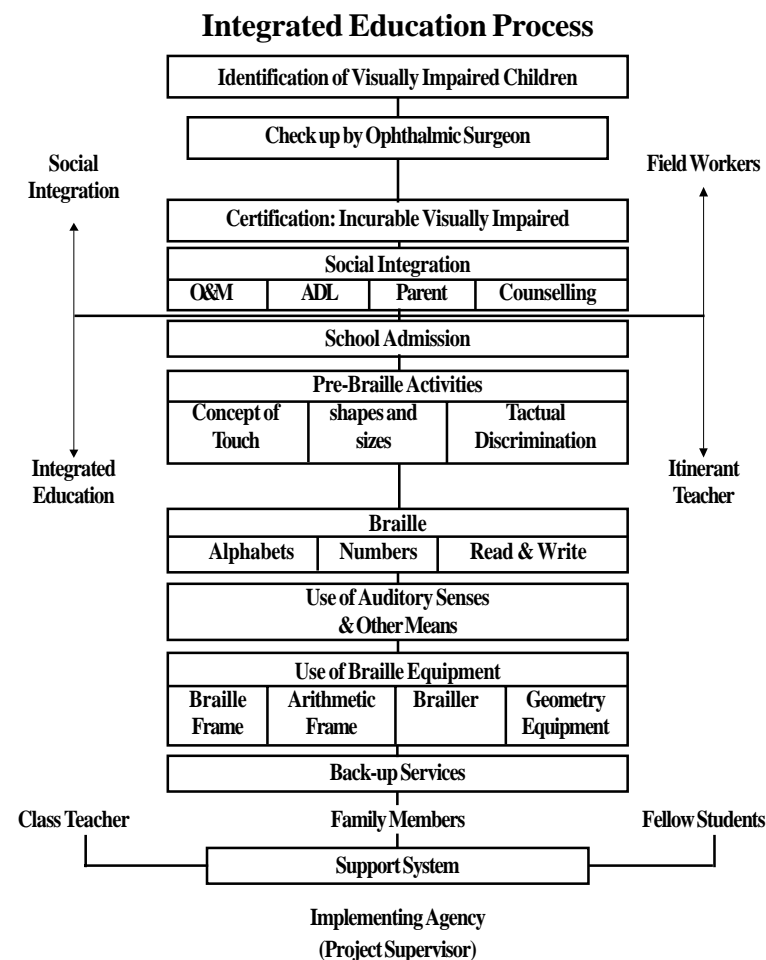 Integrated Education Process
Identification of Visually Impaired Children
Check up by Ophthalmic Surgeon
Social
Integration
Field Workers
Certification: Incurable Visually Impaired
Social Integration
O&M ADL Parent Counselling
School Admission
Pre-Braille Activities
Concept of
Touch
shapes and
sizes
Tactual
Discrimination
Integrated
Education
Itinerant
Teacher
Braille
Alphabets Numbers Read & Write
Use of Auditory Senses
& Other Means
Use of Braille Equipment
Braille
Frame
Arithmetic
Frame
Brailler
Geometry
Equipment
Back-up Services
Class Teacher Family Members Fellow Students
Support System
Implementing Agency
(Project Supervisor)